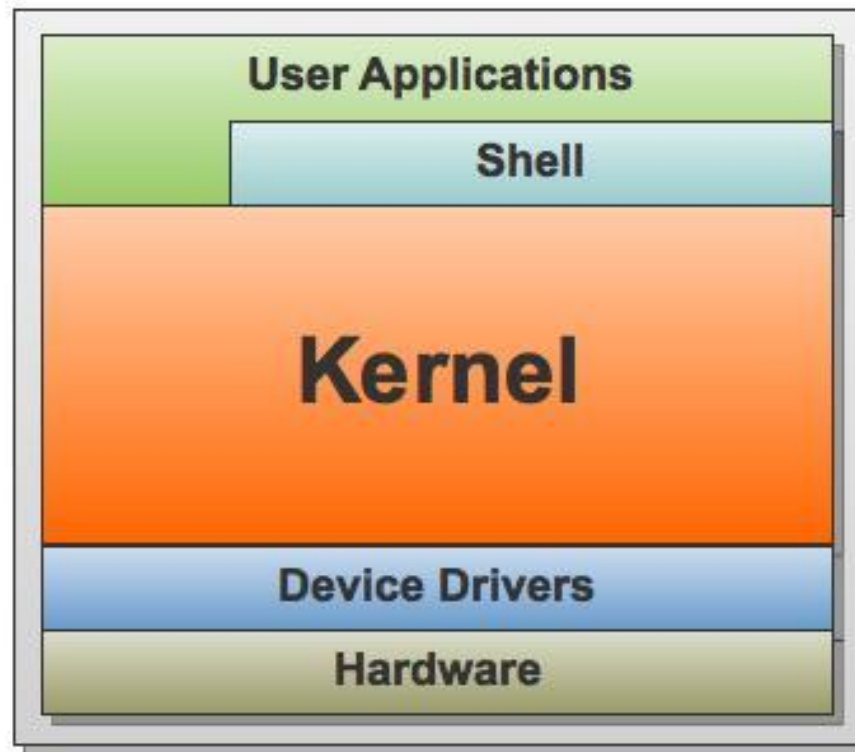 User Applications
Shell
Kernel
Device Drivers
Hardware